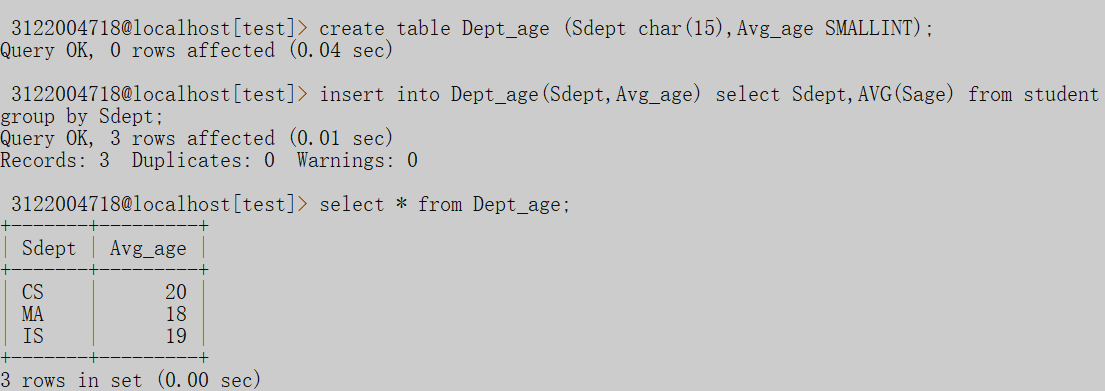 3122004718@localhost[test]> create table Dept_age (Sdept char(15),Avg_age SMALLINT);
Query OK, 0 rows affected (0.04 sec)
3122004718@localhost[test]> insert into Dept_age(Sdept,Avg_age) select Sdept,AVG(Sage) from student
group by Sdept;
Query OK, 3 rows affected (0.01 sec)
Records: 3  Duplicates: 0  Warnings: 0
3122004718@localhost[test]> select * from Dept_age;
+-------+---------+
| Sdept | Avg_age |
+-------+---------+
| CS    |      20 |
| MA    |      18 |
| IS    |      19 |
+-------+---------+
3 rows in set (0.00 sec)